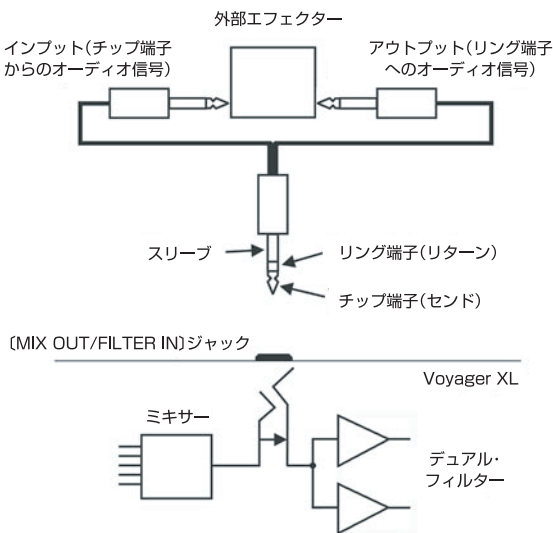 外部エフェクター
インプット(チップ端子
からのオーディオ信号)
アウトプット(リング端子
へのオーディオ信号)
スリーブ
リング端子(リターン)
チップ端子(センド)
〔MIX OUT/FILTER IN〕ジャック
Voyager XL
ミキサー
デュアル・
フィルター